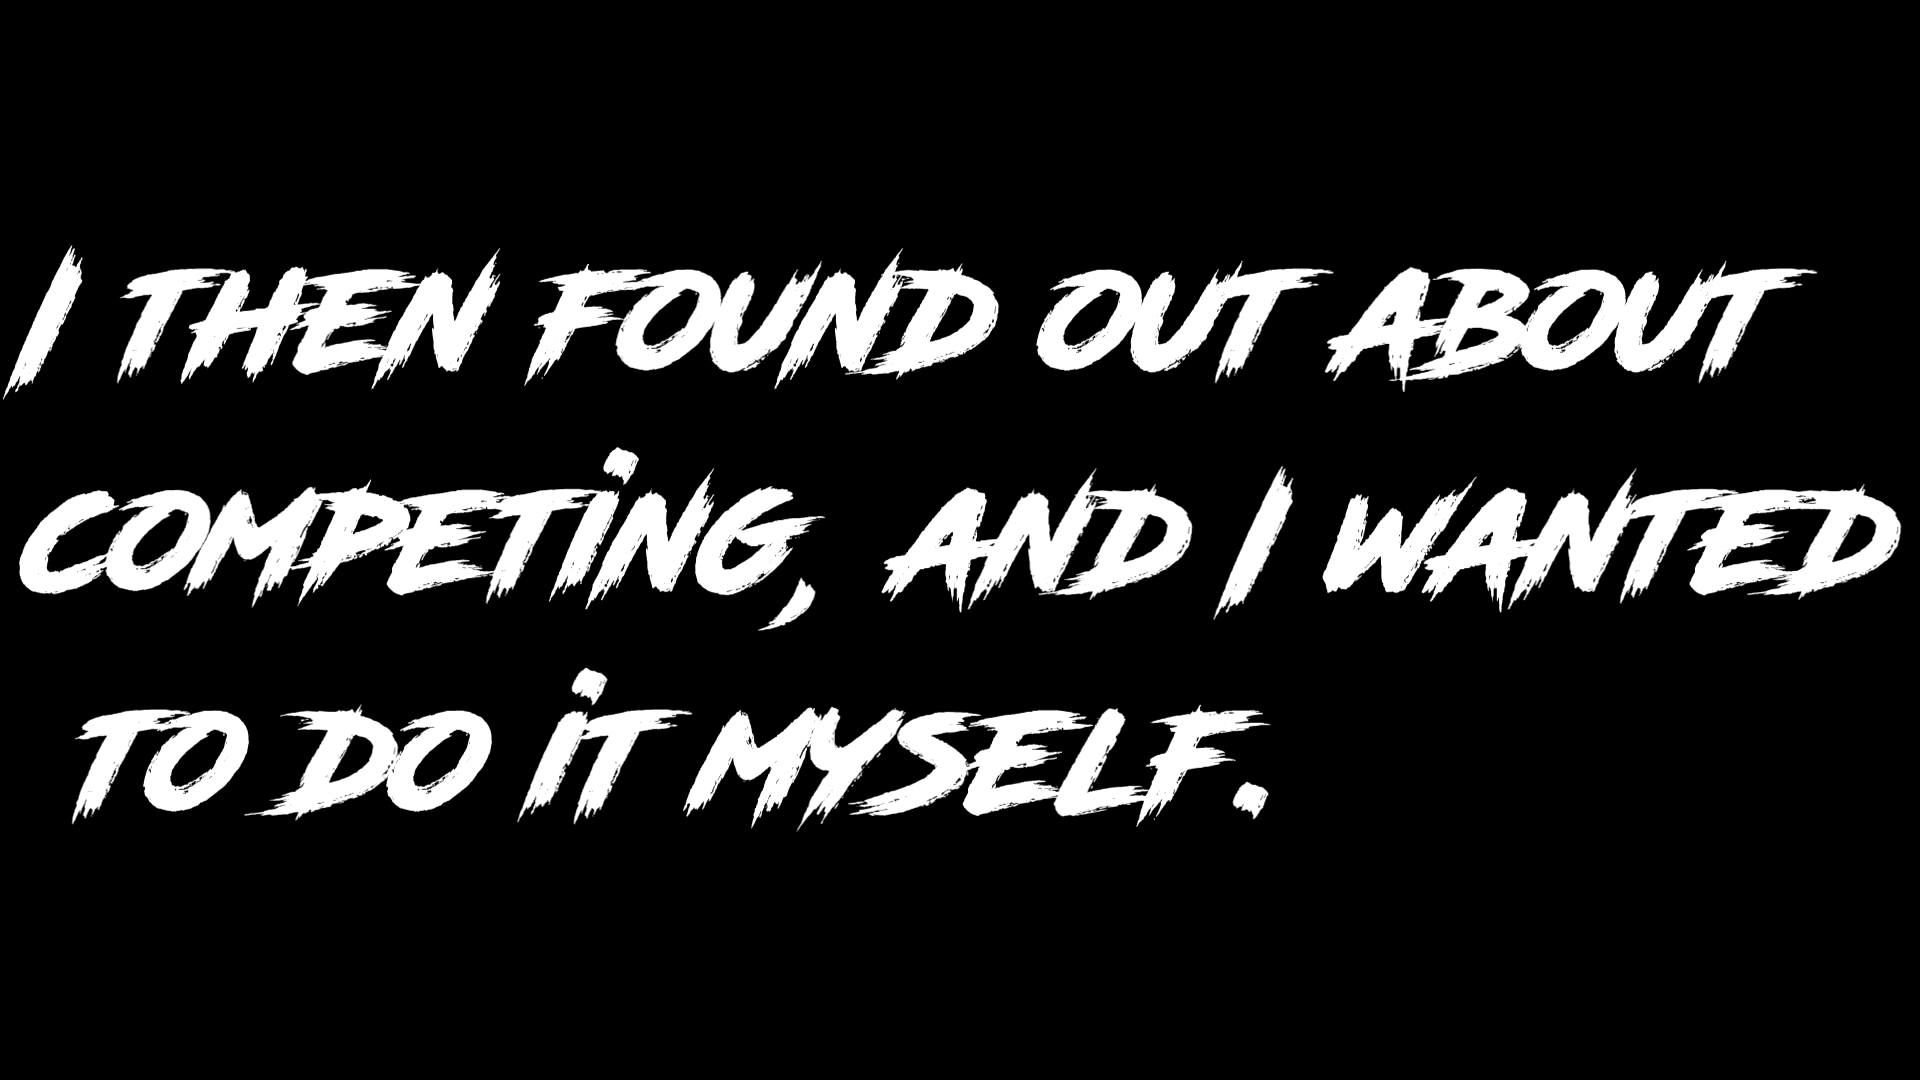 I THEN FOUND OUT ABOUT
COMPETiNG, AND I WANTED
TO DO iT MYSELF.